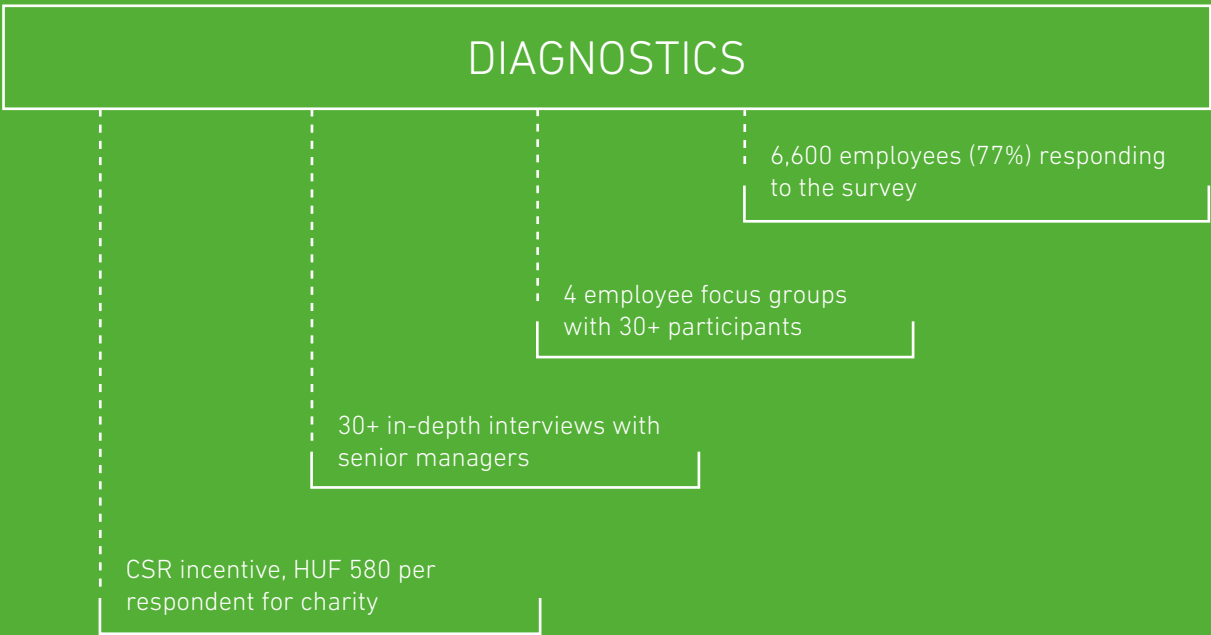 DIAGNOSTICS
6,600 employees (77%) responding
to the survey
4 employee focus groups
with 30+ participants
30+ in-depth interviews with
senior managers
CSR incentive, HUF 580 per
respondent for charity